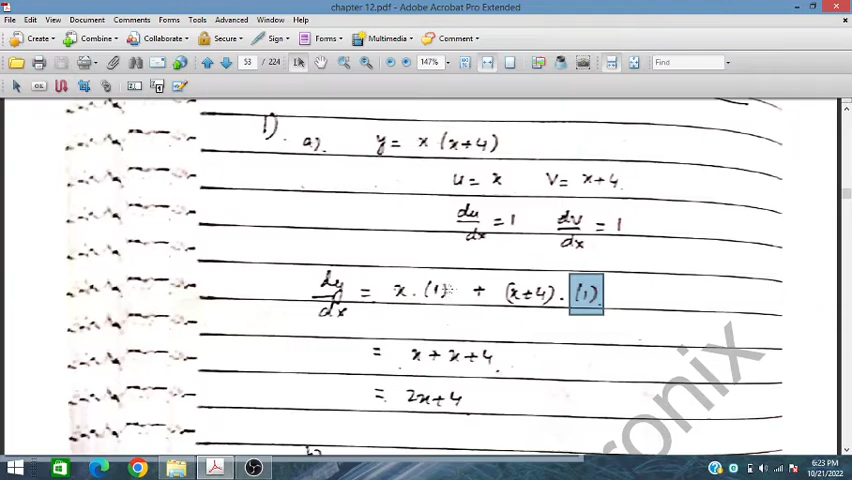 chapter 12.pdf - Adobe Acrobat Pro Extended
File Edit View Document Comments Forms Tools Advanced Window Help
Create Combine Collaborate Secure Sign Forms Multimedia Comment
53 / 224 147% Find
1). a). y = x (x+4)
u = x v = x+4.
du/dx = 1 dv/dx = 1
dy/dx = x . (1) + (x+4) . (1).
= x + x + 4
= 2x+4
ronix
6:23 PM
10/21/2022